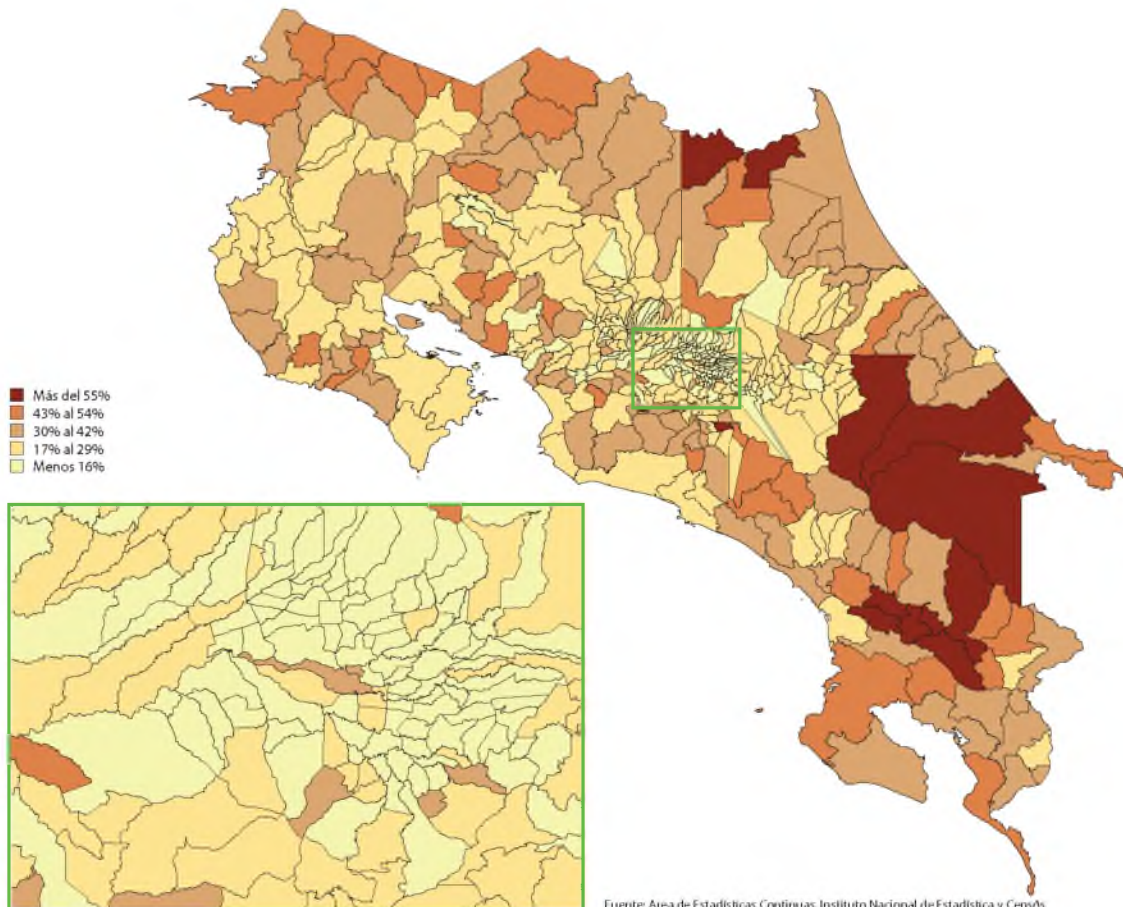 Más del 55%
43% al 54%
30% al 42%
17% al 29%
Menos 16%
Fuente: Area de Estadísticas Continuas, Instituto Nacional de Estadística y Censos